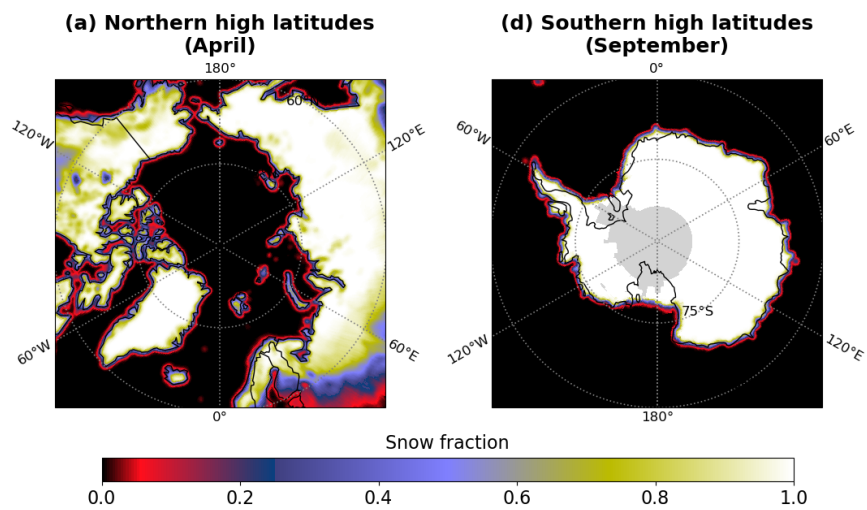 (a) Northern high latitudes
(April)
180°
60°
120°W
120°E
60°W
60°E
0°
(d) Southern high latitudes
(September)
0°
60°W
60°E
75°S
120°W
120°E
180°
Snow fraction
0.0 0.2 0.4 0.6 0.8 1.0